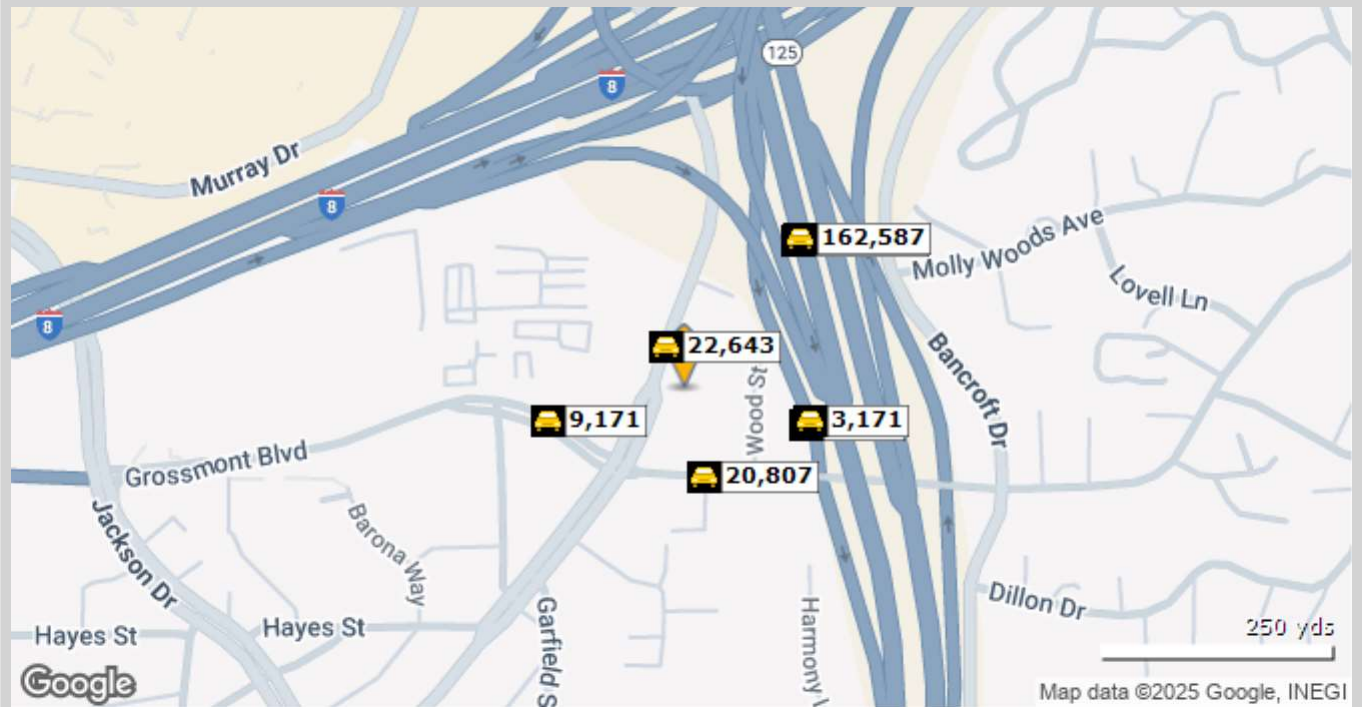 125
8
Murray Dr
8
162,587
Molly Woods Ave
Lovell Ln
8
22,643
Bancroft Dr
Wood St
9,171
3,171
Grossmont Blvd
20,807
Jackson Dr
Barona Way
Dillon Dr
Garfield S
Harmony
Hayes St
Hayes St
250 yds
Google
Map data ©2025 Google, INEGI